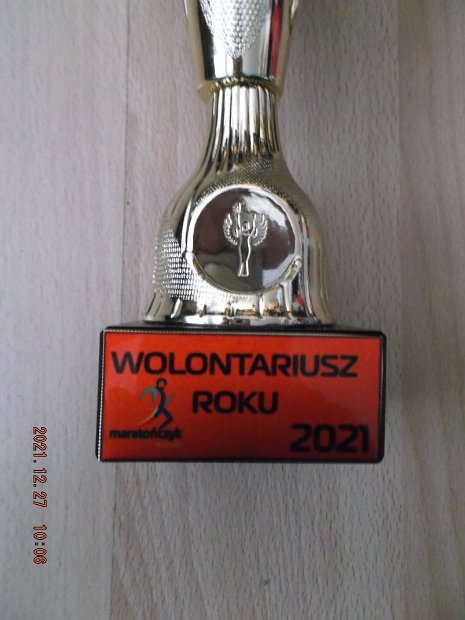 WOLONTARIUSZ
ROKU
maratończyk
2021
2021.12.27 10:06